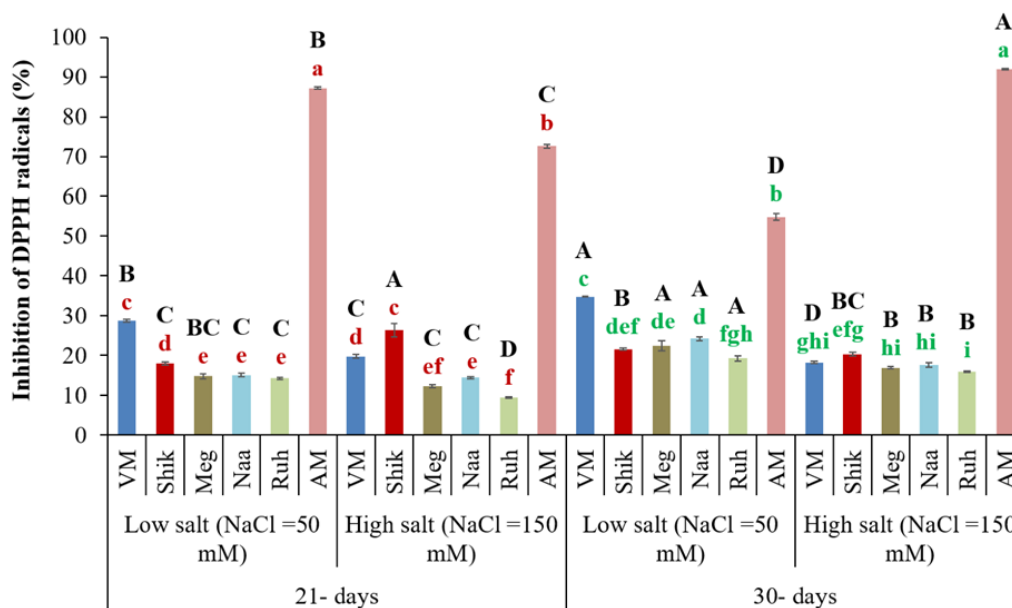 Inhibition of DPPH radicals (%)
100
90
80
70
60
50
40
30
20
10
0
B
c
C
d
BC
e
C
e
C
e
B
a
C
d
A
c
C
ef
C
e
D
f
C
b
A
c
B
def
A
de
A
d
A
fgh
D
b
D
ghi
BC
efg
B
hi
B
hi
B
i
A
a
VM Shik Meg Naa Ruh AM VM Shik Meg Naa Ruh AM VM Shik Meg Naa Ruh AM VM Shik Meg Naa Ruh AM
Low salt (NaCl =50 mM)
High salt (NaCl =150 mM)
Low salt (NaCl =50 mM)
High salt (NaCl =150 mM)
21- days
30- days